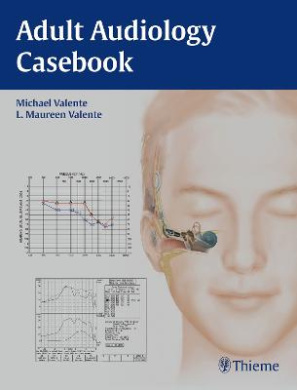 Adult Audiology
Casebook
Michael Valente
L. Maureen Valente
Thieme